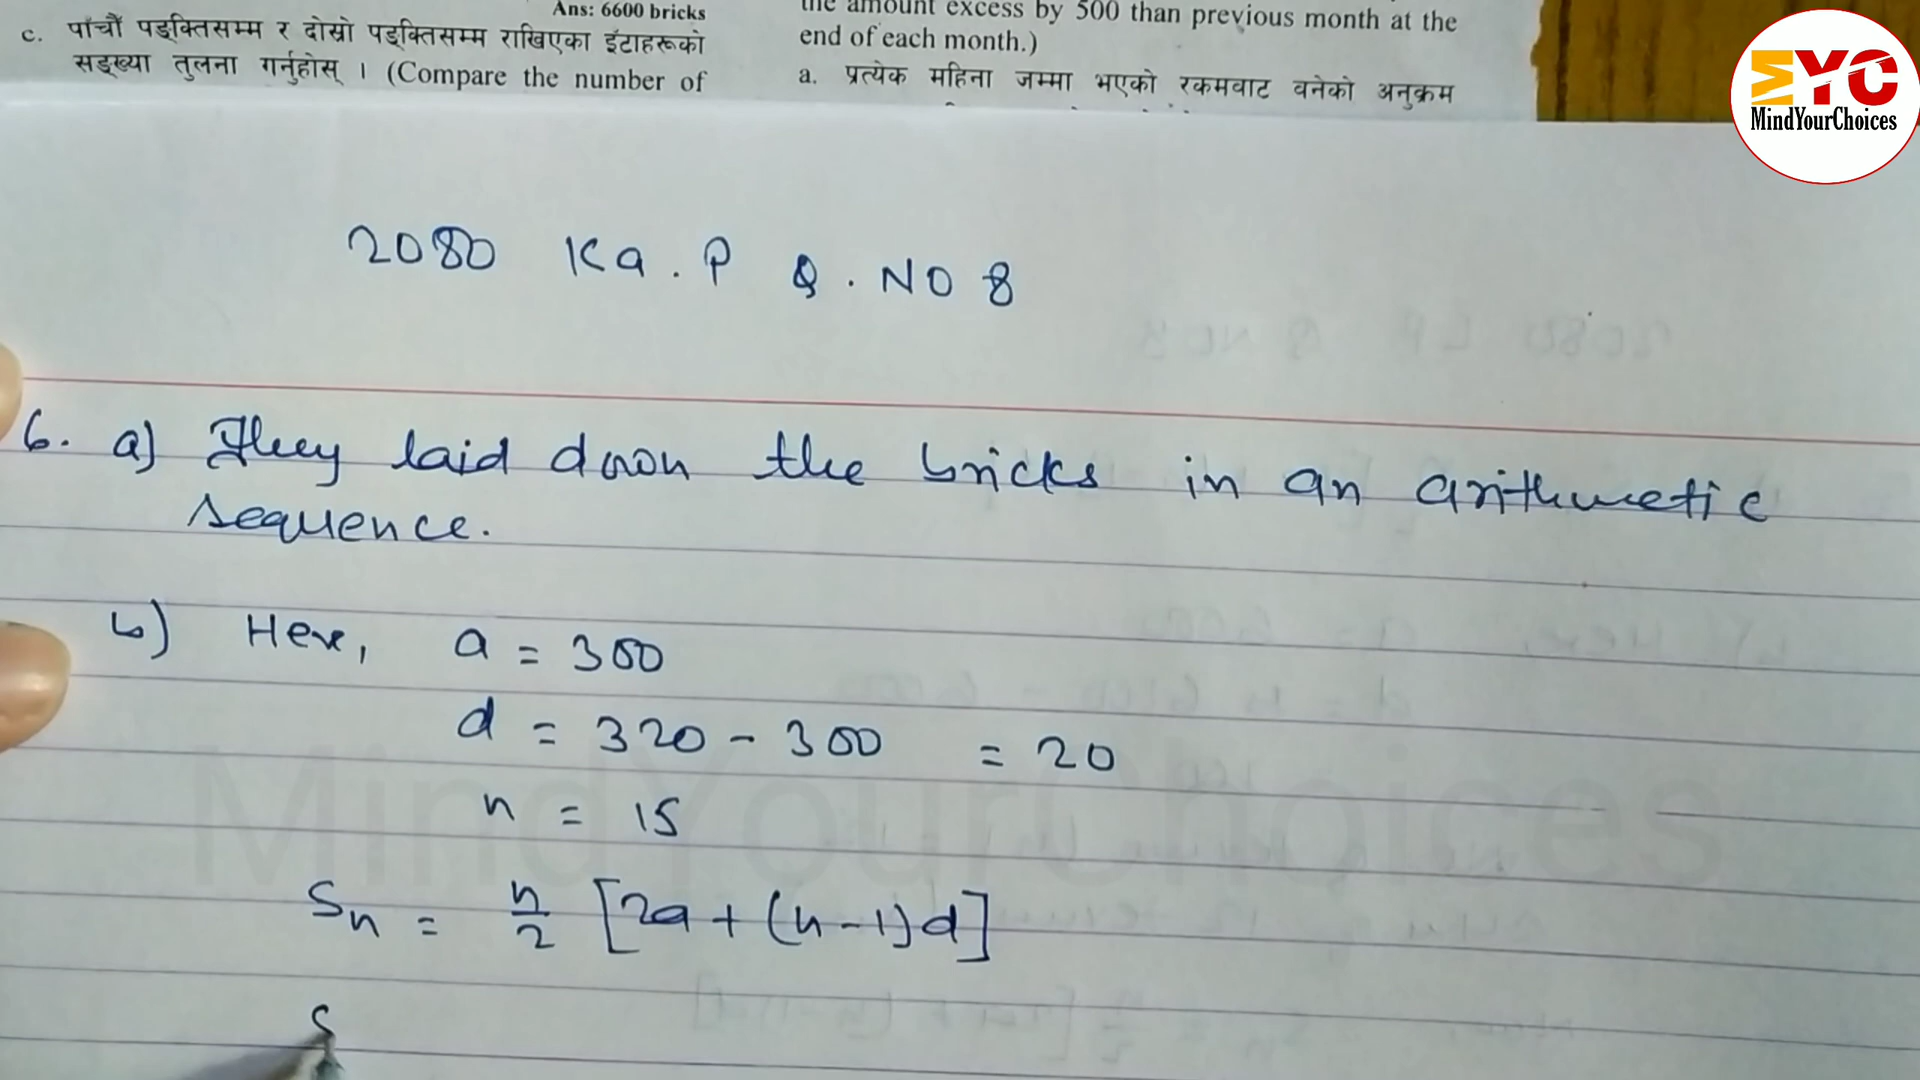 Ans: 6600 bricks
c. पाँचौं पङ्क्तिसम्म र दोस्रो पङ्क्तिसम्म राखिएका इँटाहरूको
सङ्ख्या तुलना गर्नुहोस् । (Compare the number of
the amount excess by 500 than previous month at the
end of each month.)
a. प्रत्येक महिना जम्मा भएको रकमबाट बनेको अनुक्रम
MYC
MindYourChoices
2080 Ka.P Q.NO 8
6. a) They laid down the bricks in an arithmetic
sequence.
b) Here, a = 300
d = 320 - 300 = 20
n = 15
Sn = n/2 [2a + (n-1)d]
S
MindYourChoices